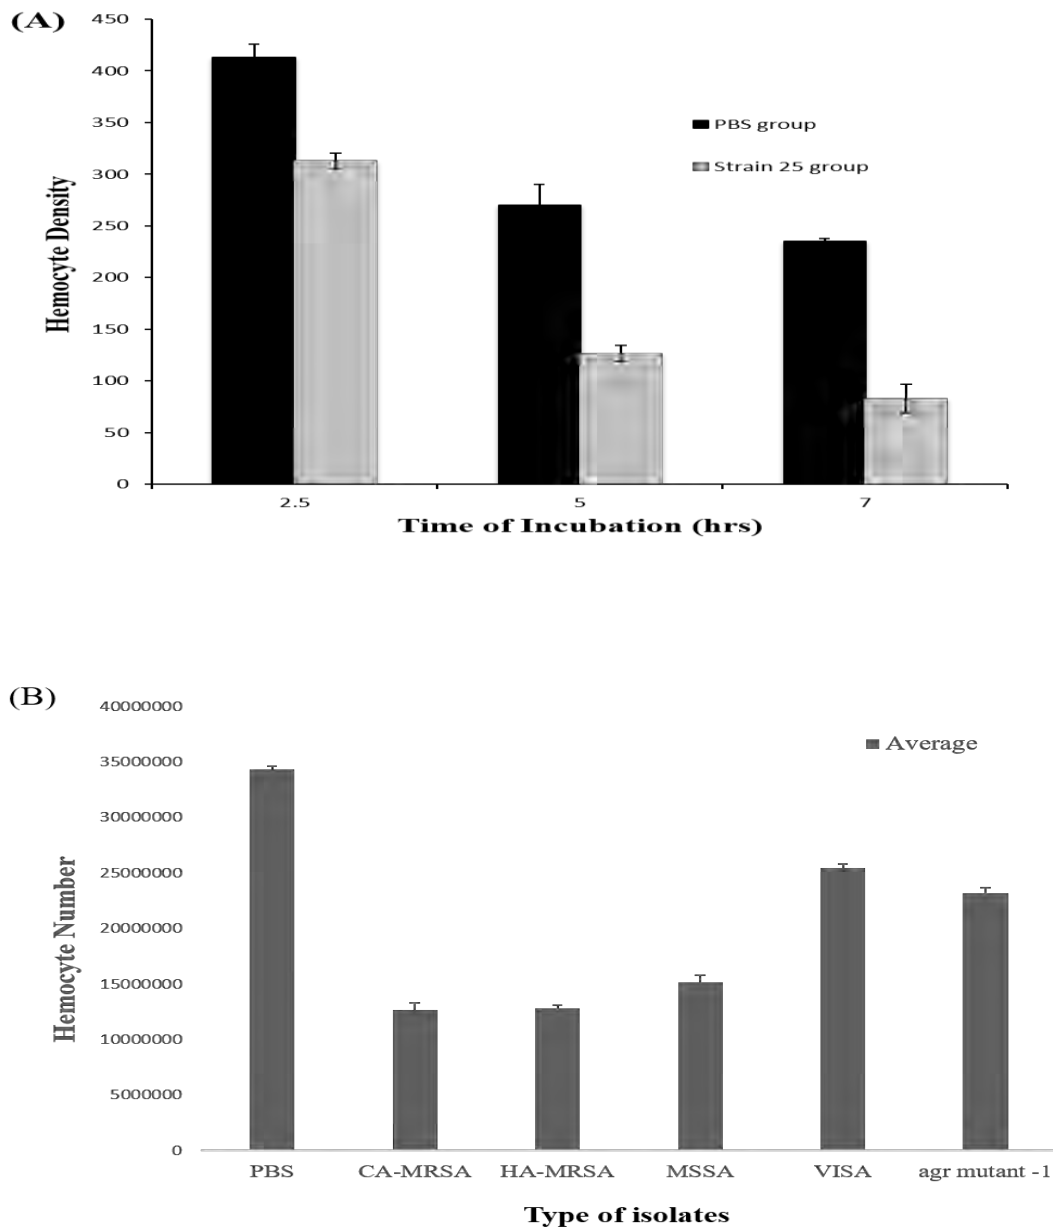 (A)
450
400
350
300
250
200
150
100
50
0
Hemocyte Density
PBS group
Strain 25 group
2.5 5 7
Time of Incubation (hrs)
(B)
40000000
35000000
30000000
25000000
20000000
15000000
10000000
5000000
0
Hemocyte Number
Average
PBS CA-MRSA HA-MRSA MSSA VISA agr mutant -1
Type of isolates